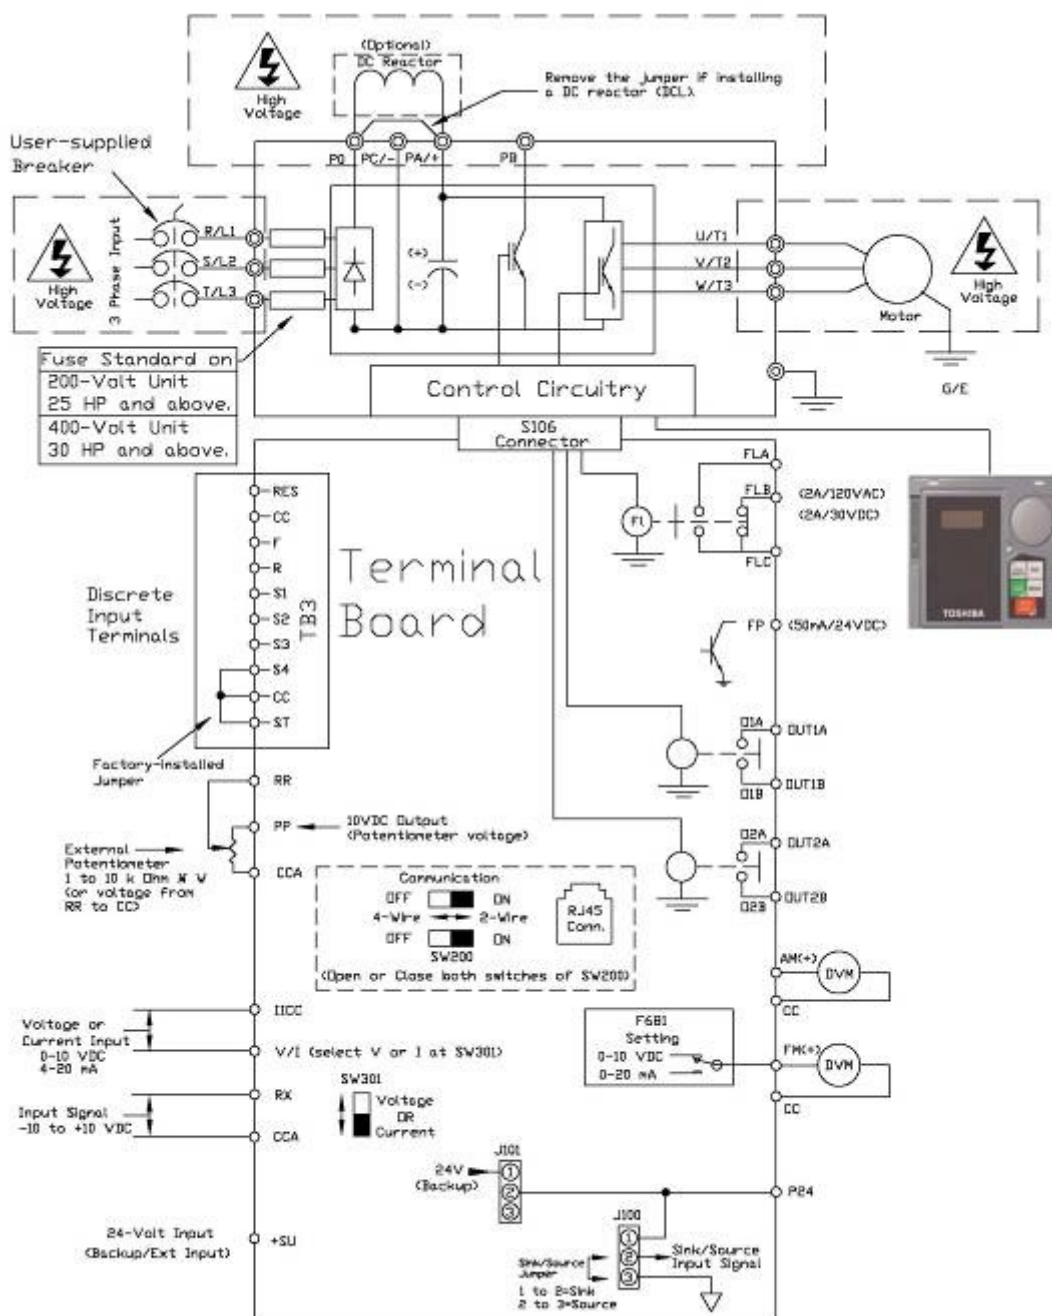 (Optional)
DC Reactor
High
Voltage
Remove the jumper if installing
a DC reactor (DCL).
User-supplied
Breaker
PO
PC/-
PA/+
PB
3 Phase Input
R/L1
S/L2
T/L3
High
Voltage
(+)
(-)
U/T1
V/T2
W/T3
Motor
High
Voltage
G/E
Fuse Standard on
200-Volt Unit
25 HP and above.
400-Volt Unit
30 HP and above.
Control Circuitry
S106
Connector
FLA
FLB
(2A/120VAC)
(2A/30VDC)
FLC
FL
TOSHIBA
RES
CC
F
R
S1
S2
S3
S4
CC
ST
TB3
Terminal
Board
Discrete
Input
Terminals
FP
(50mA/24VDC)
Factory-installed
Jumper
O1A
OUT1A
O1B
OUT1B
O2A
OUT2A
O2B
OUT2B
RR
PP
10VDC Output
(Potentiometer voltage)
External
Potentiometer
1 to 10 k Ohm ¼ W
(or voltage from
RR to CC)
CCA
Communication
OFF
ON
4-Wire
2-Wire
OFF
ON
SW200
RJ45
Conn.
(Open or Close both switches of SW200)
AM(+)
DVM
CC
IICC
Voltage or
Current Input
0-10 VDC
4-20 mA
V/I (select V or I at SW301)
F681
Setting
0-10 VDC
0-20 mA
FM(+)
DVM
CC
RX
Input Signal
-10 to +10 VDC
CCA
SW301
Voltage
OR
Current
J101
24V
(Backup)
1
2
3
P24
J100
1
2
3
Sink/Source
Input Signal
Sink/Source
Jumper
1 to 2=Sink
2 to 3=Source
24-Volt Input
(Backup/Ext Input)
+SU